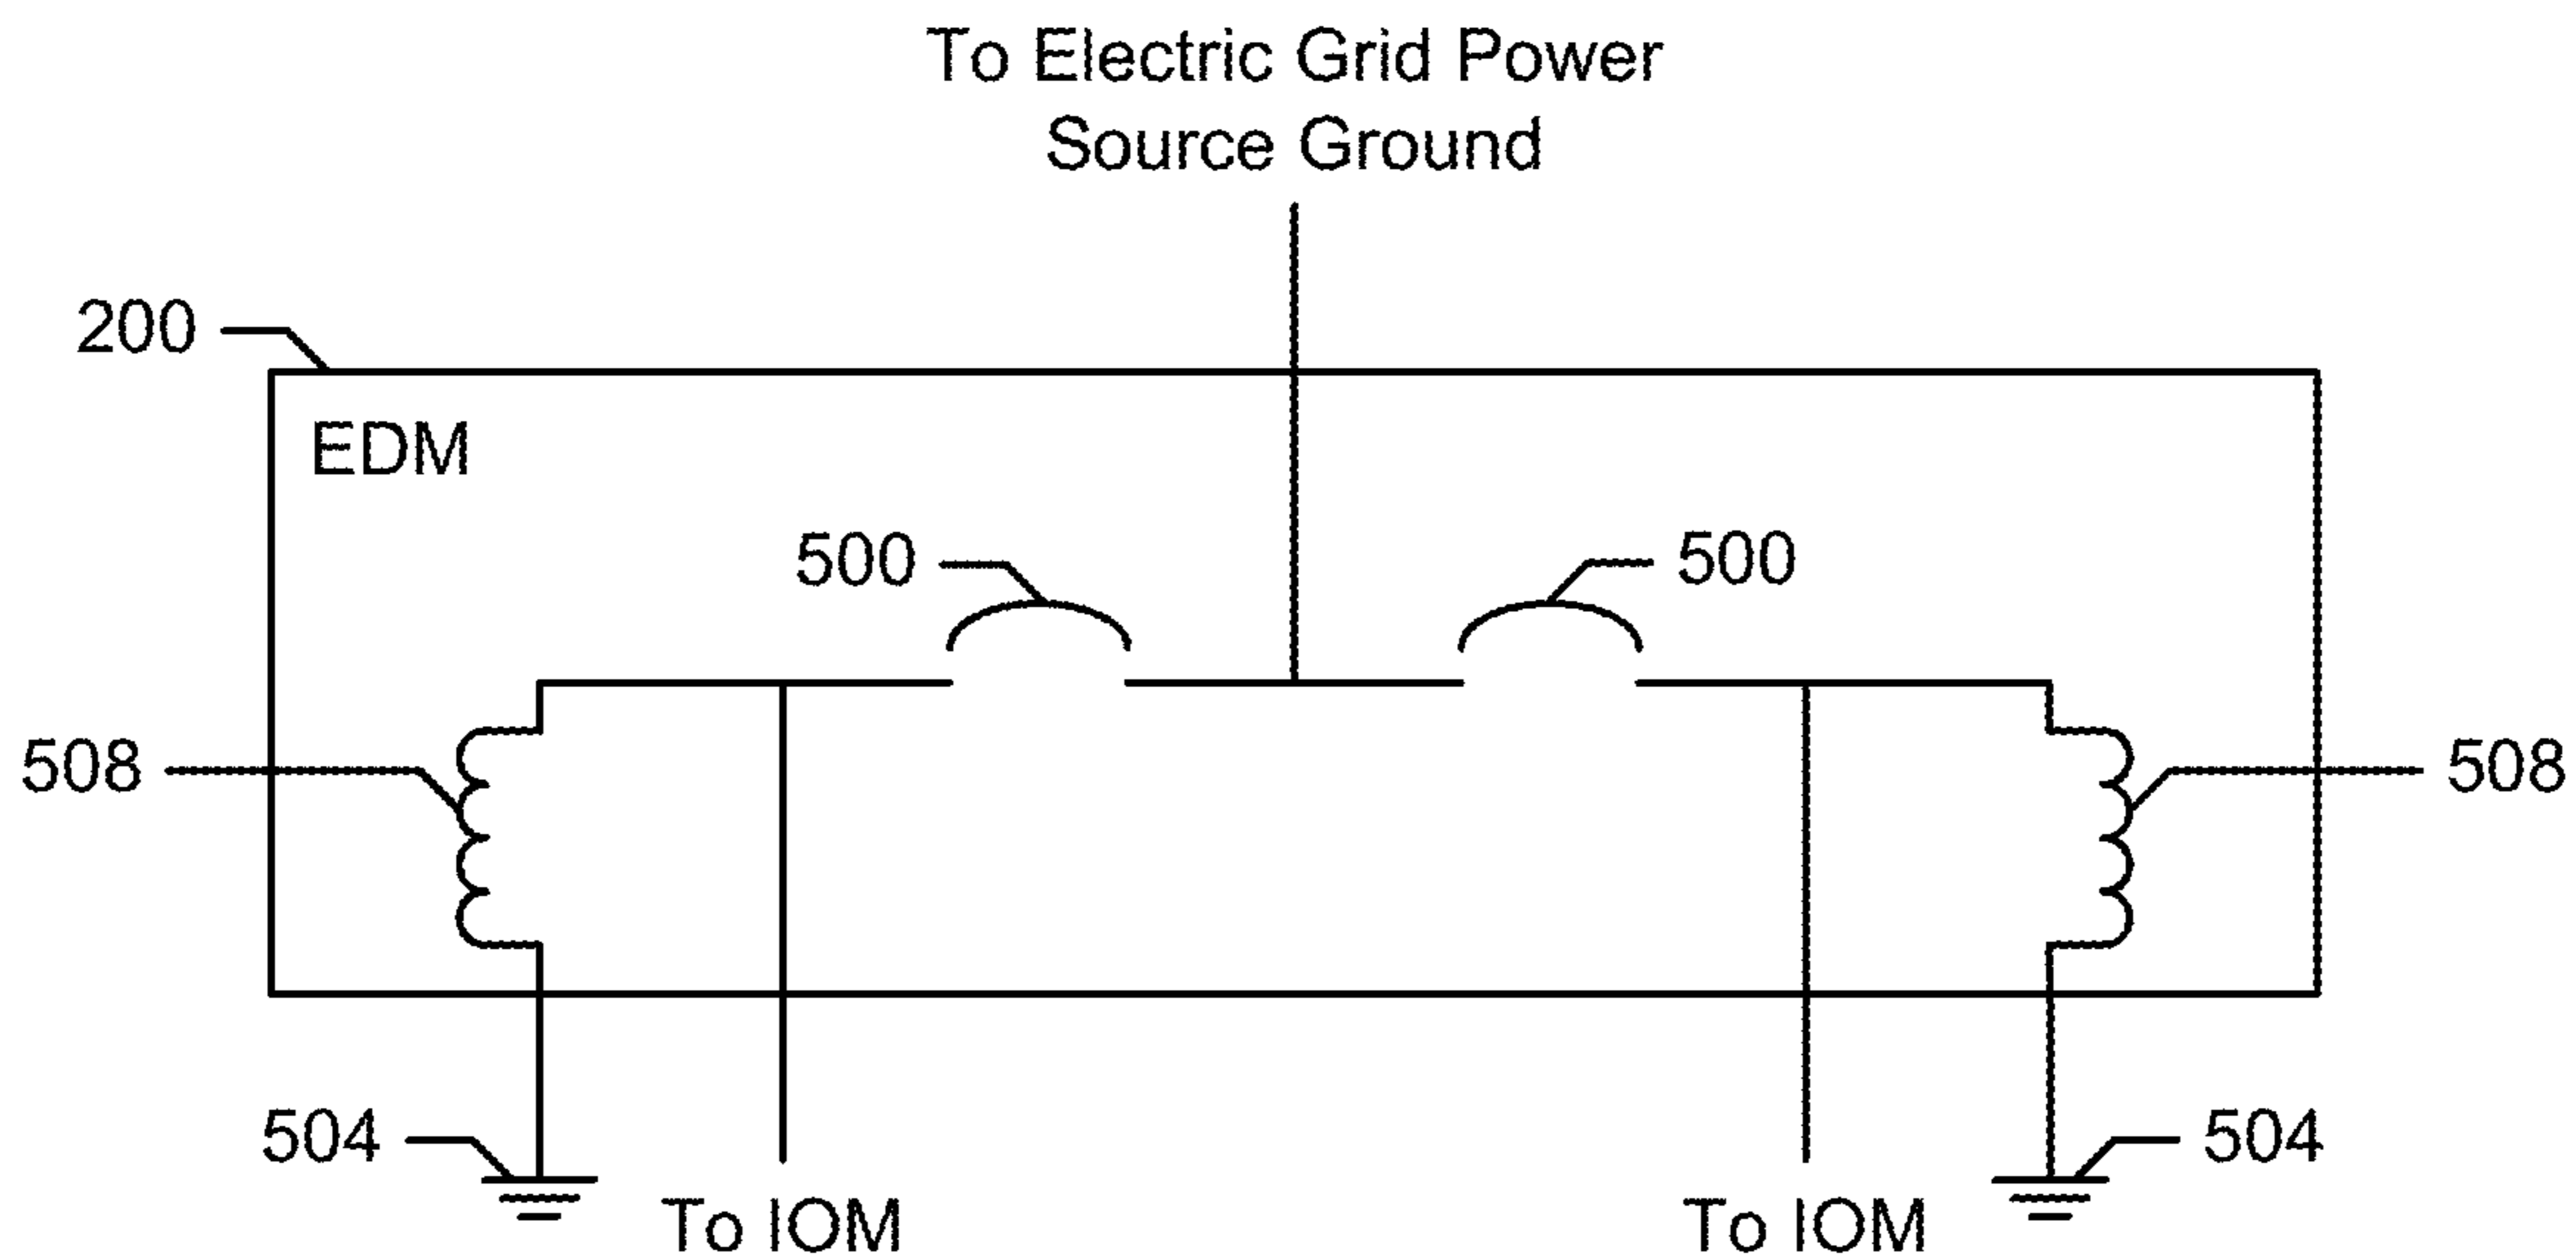 To Electric Grid Power
Source Ground
200
EDM
500
500
508
508
504
504
To IOM
To IOM